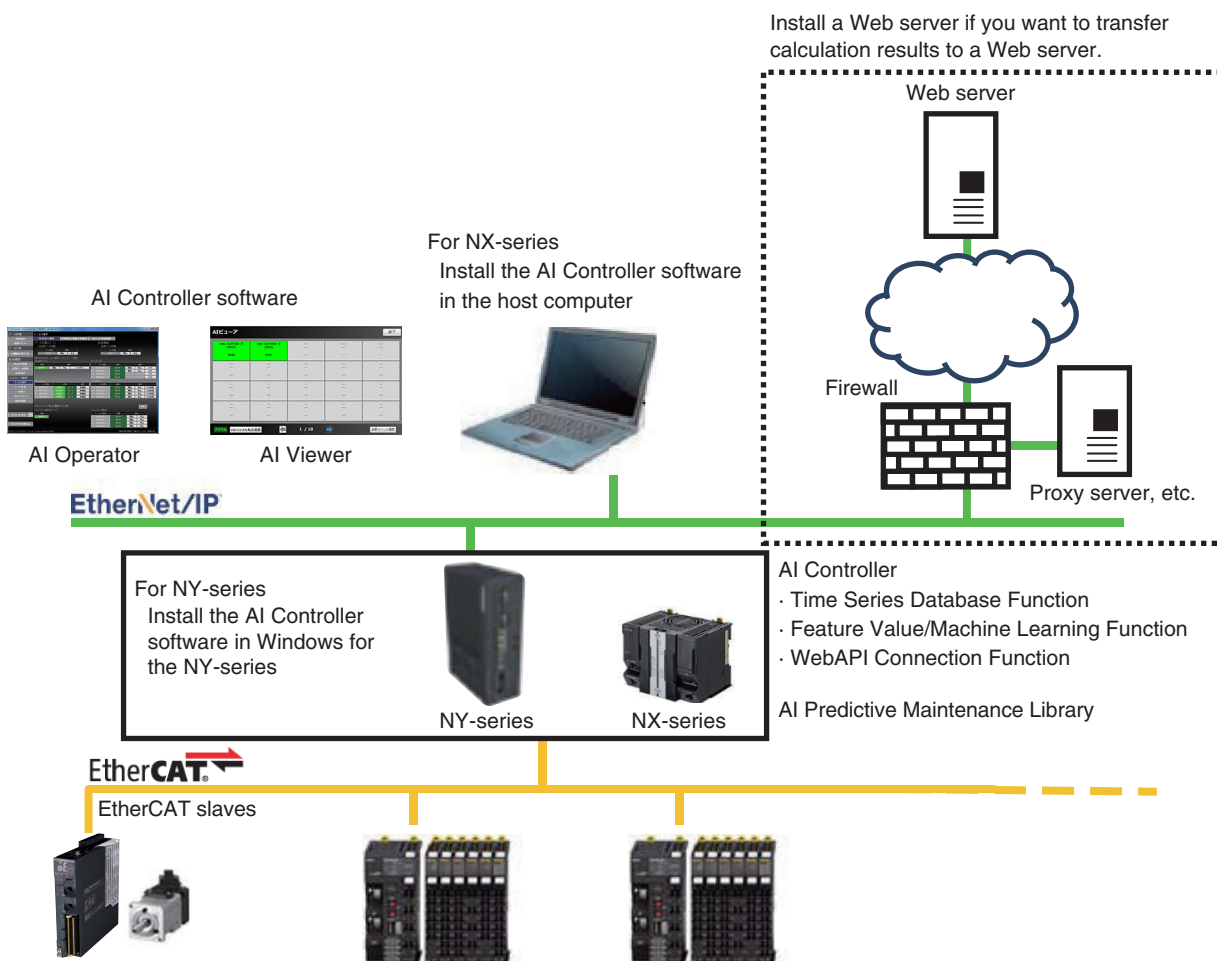 Install a Web server if you want to transfer
calculation results to a Web server.
Web server
For NX-series
Install the AI Controller software
in the host computer
AI Controller software
AIビューア
終了
1 / 10
Firewall
AI Operator
AI Viewer
Proxy server, etc.
EtherNet/IP
For NY-series
Install the AI Controller
software in Windows for
the NY-series
NY-series
NX-series
AI Controller
· Time Series Database Function
· Feature Value/Machine Learning Function
· WebAPI Connection Function
AI Predictive Maintenance Library
EtherCAT®
EtherCAT slaves